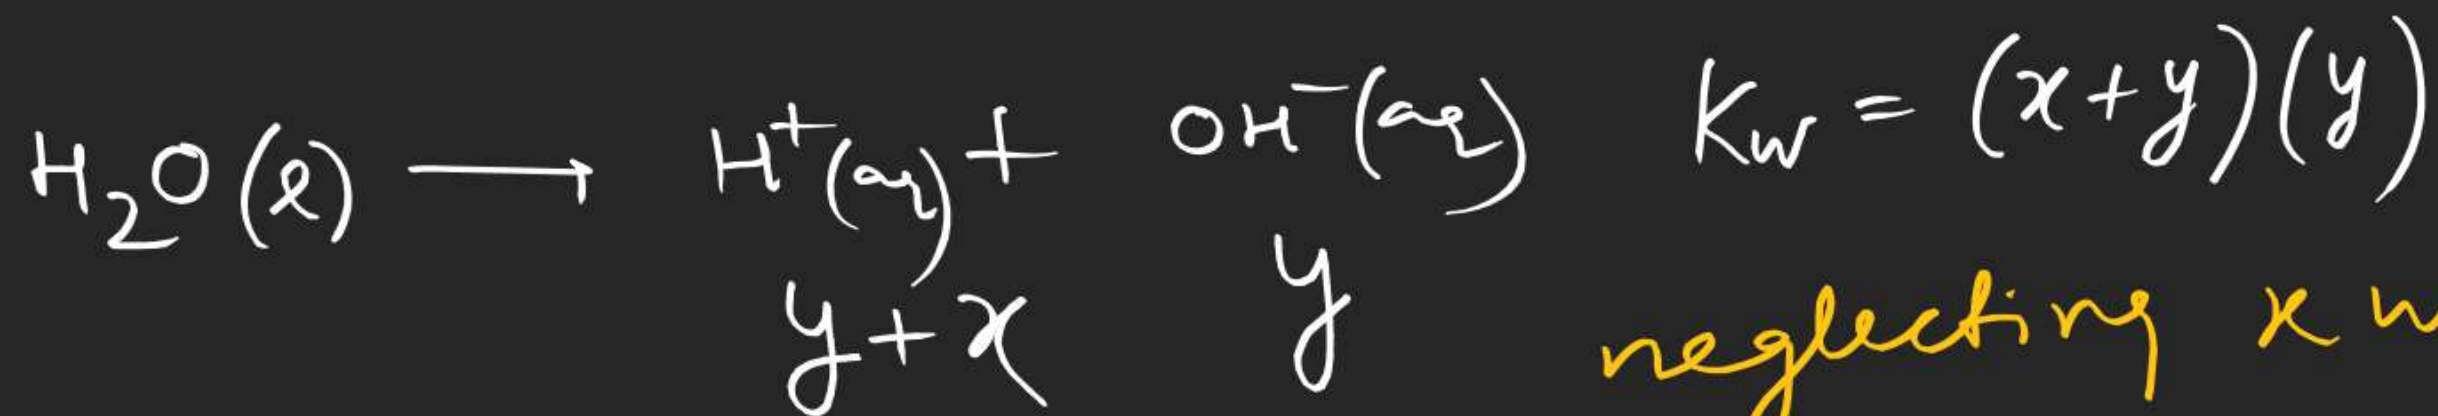 H₂O(l) ⟶ H⁺(aq) + OH⁻(aq) Kw = (x+y)(y)
y+x y
neglecting x w